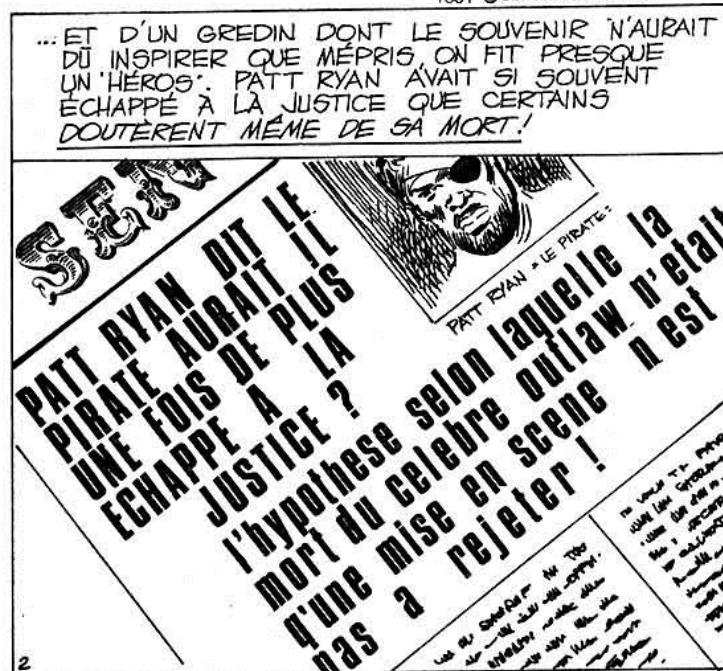 ...ET D'UN GREDIN DONT LE SOUVENIR N'AURAIT
DÛ INSPIRER QUE MÉPRIS, ON FIT PRESQUE
UN "HÉROS". PATT RYAN AVAIT SI SOUVENT
ÉCHAPPÉ À LA JUSTICE QUE CERTAINS
DOUTÈRENT MÊME DE SA MORT!
PATT RYAN DIT LE
PIRATE AURAIT IL
UNE FOIS DE PLUS
ECHAPPE A LA
JUSTICE ?
PATT RYAN "LE PIRATE"
l'hypothese selon laquelle la
mort du celebre outlaw n'etait
q'une mise en scene n est
pas a rejeter !
2